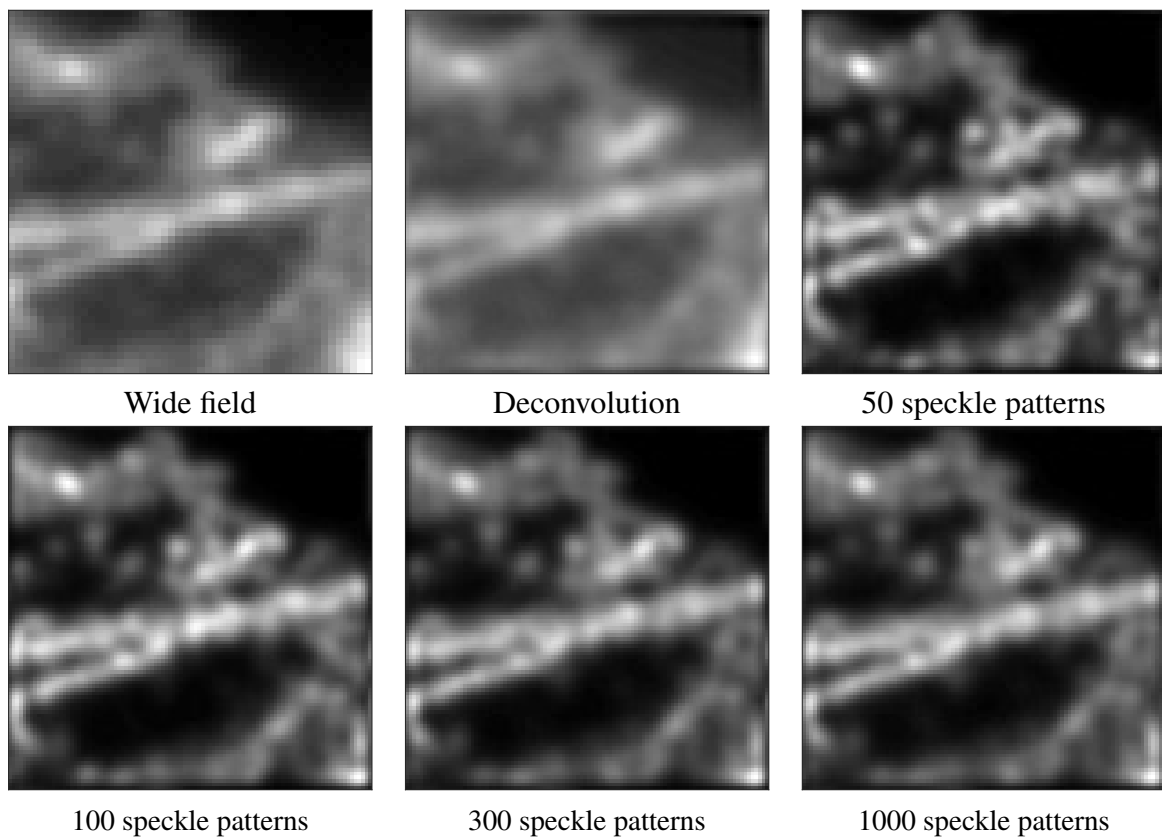 Wide field
Deconvolution
50 speckle patterns
100 speckle patterns
300 speckle patterns
1000 speckle patterns